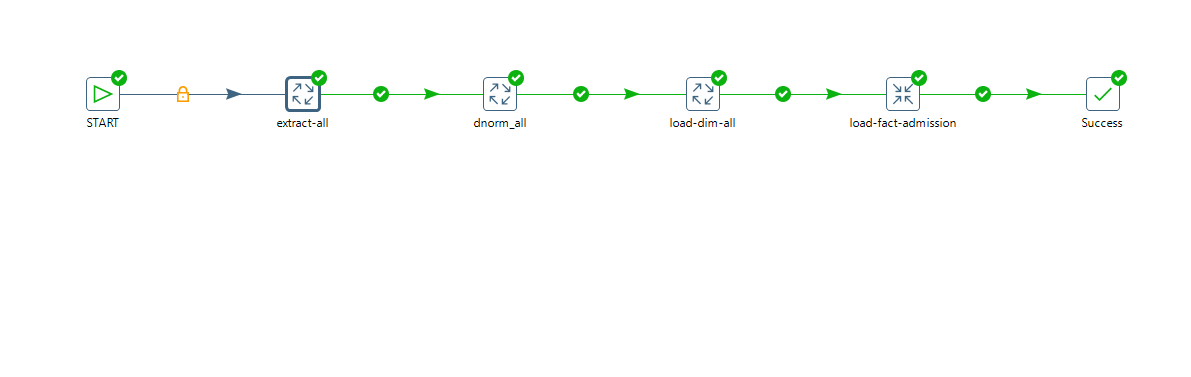 START
extract-all
dnorm_all
load-dim-all
load-fact-admission
Success